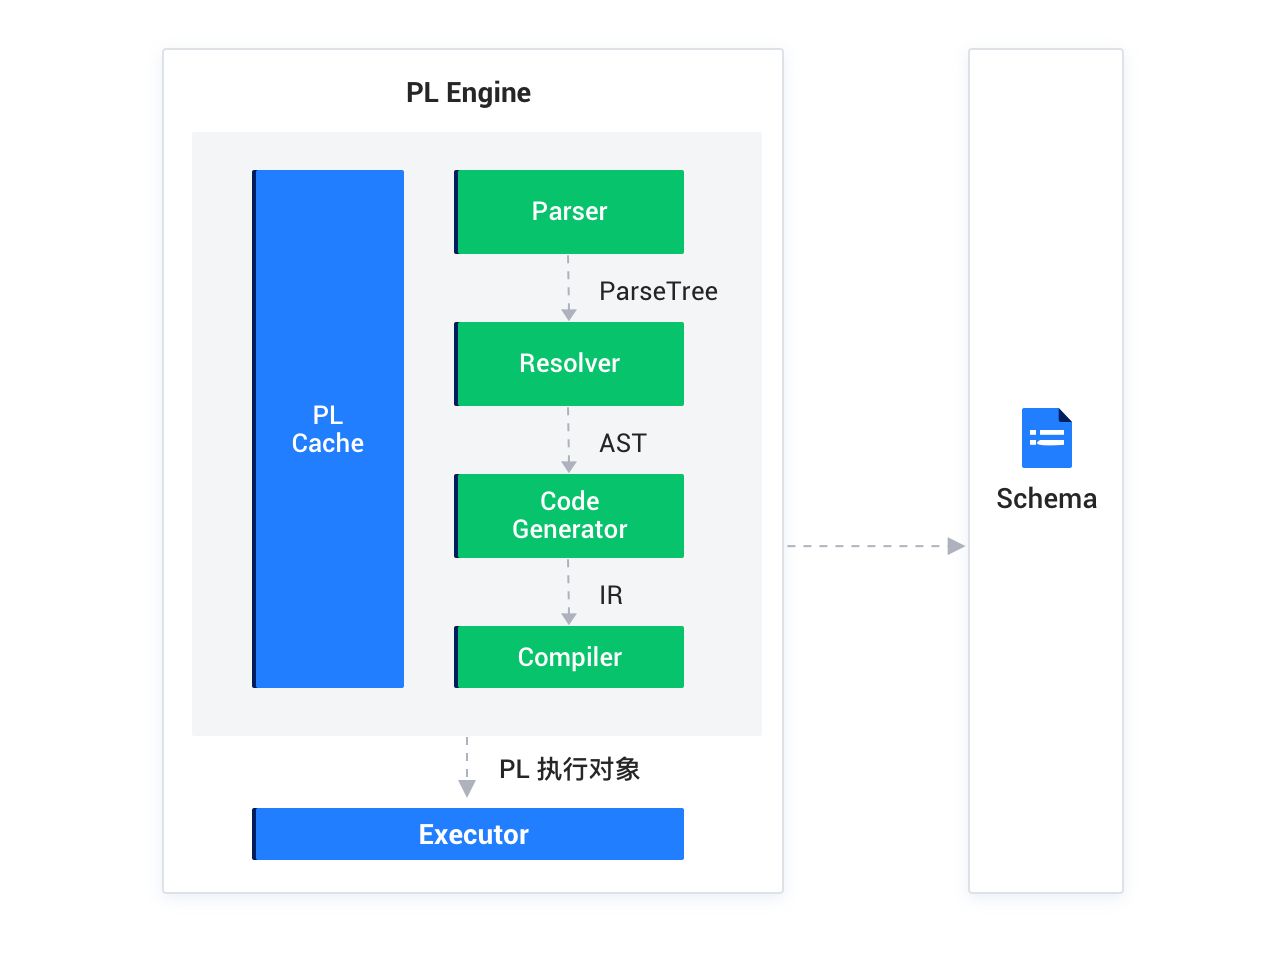 PL Engine
PL
Cache
Parser
ParseTree
Resolver
AST
Code
Generator
IR
Compiler
PL 执行对象
Executor
Schema